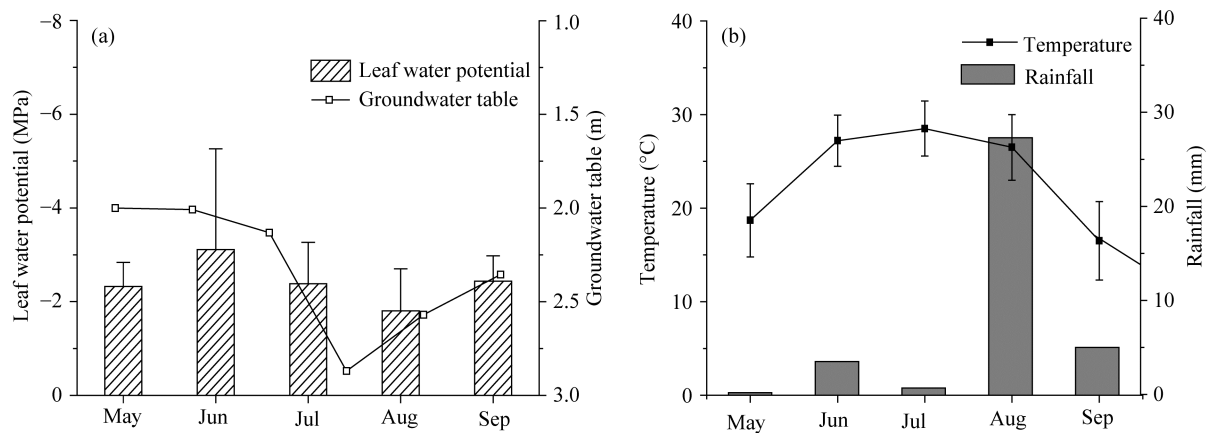 (a)
Leaf water potential
Groundwater table
Leaf water potential (MPa)
−8
−6
−4
−2
0
Groundwater table (m)
1.0
1.5
2.0
2.5
3.0
May Jun Jul Aug Sep
(b)
Temperature
Rainfall
Temperature (°C)
40
30
20
10
0
Rainfall (mm)
40
30
20
10
0
May Jun Jul Aug Sep